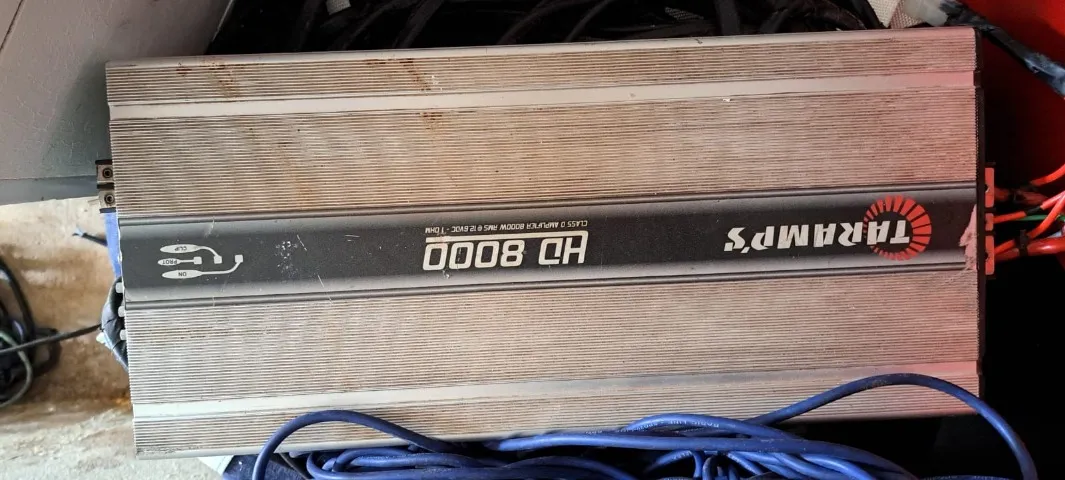 TARAMP's
HD 8000
CLASS D AMPLIFIER 8000W RMS @ 12.6VDC - 1 OHM
ON
PROT
CLIP